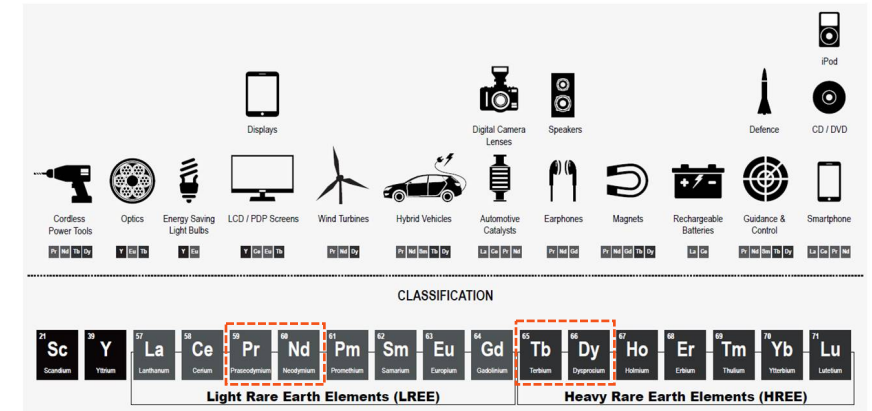 iPod
Displays
Digital Camera
Lenses
Speakers
Defence
CD / DVD
Cordless
Power Tools
Optics
Energy Saving
Light Bulbs
LCD / PDP Screens
Wind Turbines
Hybrid Vehicles
Automotive
Catalysts
Earphones
Magnets
Rechargeable
Batteries
Guidance &
Control
Smartphone
Pr Nd Tb Dy
Y Eu Tb
Y Eu
Y Ce Eu Tb
Pr Nd Dy
Pr Nd Sm Tb Dy
La Ce Pr Nd
Pr Nd Gd
Pr Nd Gd Tb Dy
La Ce
Pr Nd Sm Tb Dy
La Ce Pr Nd
CLASSIFICATION
21 Sc Scandium
39 Y Yttrium
57 La Lanthanum
58 Ce Cerium
59 Pr Praseodymium
60 Nd Neodymium
61 Pm Promethium
62 Sm Samarium
63 Eu Europium
64 Gd Gadolinium
65 Tb Terbium
66 Dy Dysprosium
67 Ho Holmium
68 Er Erbium
69 Tm Thulium
70 Yb Ytterbium
71 Lu Lutetium
Light Rare Earth Elements (LREE)
Heavy Rare Earth Elements (HREE)